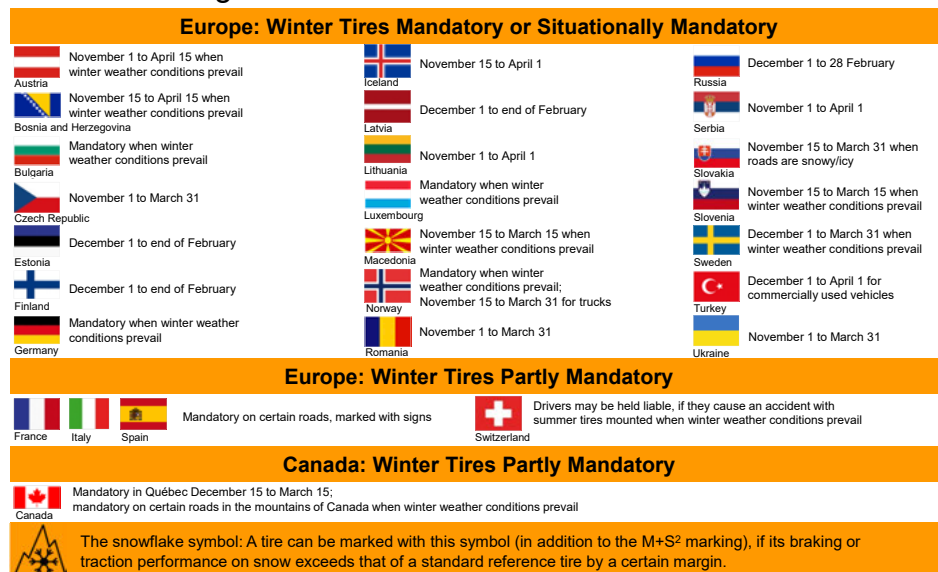 Europe: Winter Tires Mandatory or Situationally Mandatory
November 1 to April 15 when
winter weather conditions prevail
Austria
November 15 to April 15 when
winter weather conditions prevail
Bosnia and Herzegovina
Mandatory when winter
weather conditions prevail
Bulgaria
November 1 to March 31
Czech Republic
December 1 to end of February
Estonia
December 1 to end of February
Finland
Mandatory when winter weather
conditions prevail
Germany
November 15 to April 1
Iceland
December 1 to end of February
Latvia
November 1 to April 1
Lithuania
Mandatory when winter
weather conditions prevail
Luxembourg
November 15 to March 15 when
winter weather conditions prevail
Macedonia
Mandatory when winter
weather conditions prevail;
November 15 to March 31 for trucks
Norway
November 1 to March 31
Romania
December 1 to 28 February
Russia
November 1 to April 1
Serbia
November 15 to March 31 when
roads are snowy/icy
Slovakia
November 15 to March 15 when
winter weather conditions prevail
Slovenia
December 1 to March 31 when
winter weather conditions prevail
Sweden
December 1 to April 1 for
commercially used vehicles
Turkey
November 1 to March 31
Ukraine
Europe: Winter Tires Partly Mandatory
France Italy Spain
Mandatory on certain roads, marked with signs
Drivers may be held liable, if they cause an accident with
summer tires mounted when winter weather conditions prevail
Switzerland
Canada: Winter Tires Partly Mandatory
Mandatory in Québec December 15 to March 15;
mandatory on certain roads in the mountains of Canada when winter weather conditions prevail
Canada
The snowflake symbol: A tire can be marked with this symbol (in addition to the M+S² marking), if its braking or
traction performance on snow exceeds that of a standard reference tire by a certain margin.